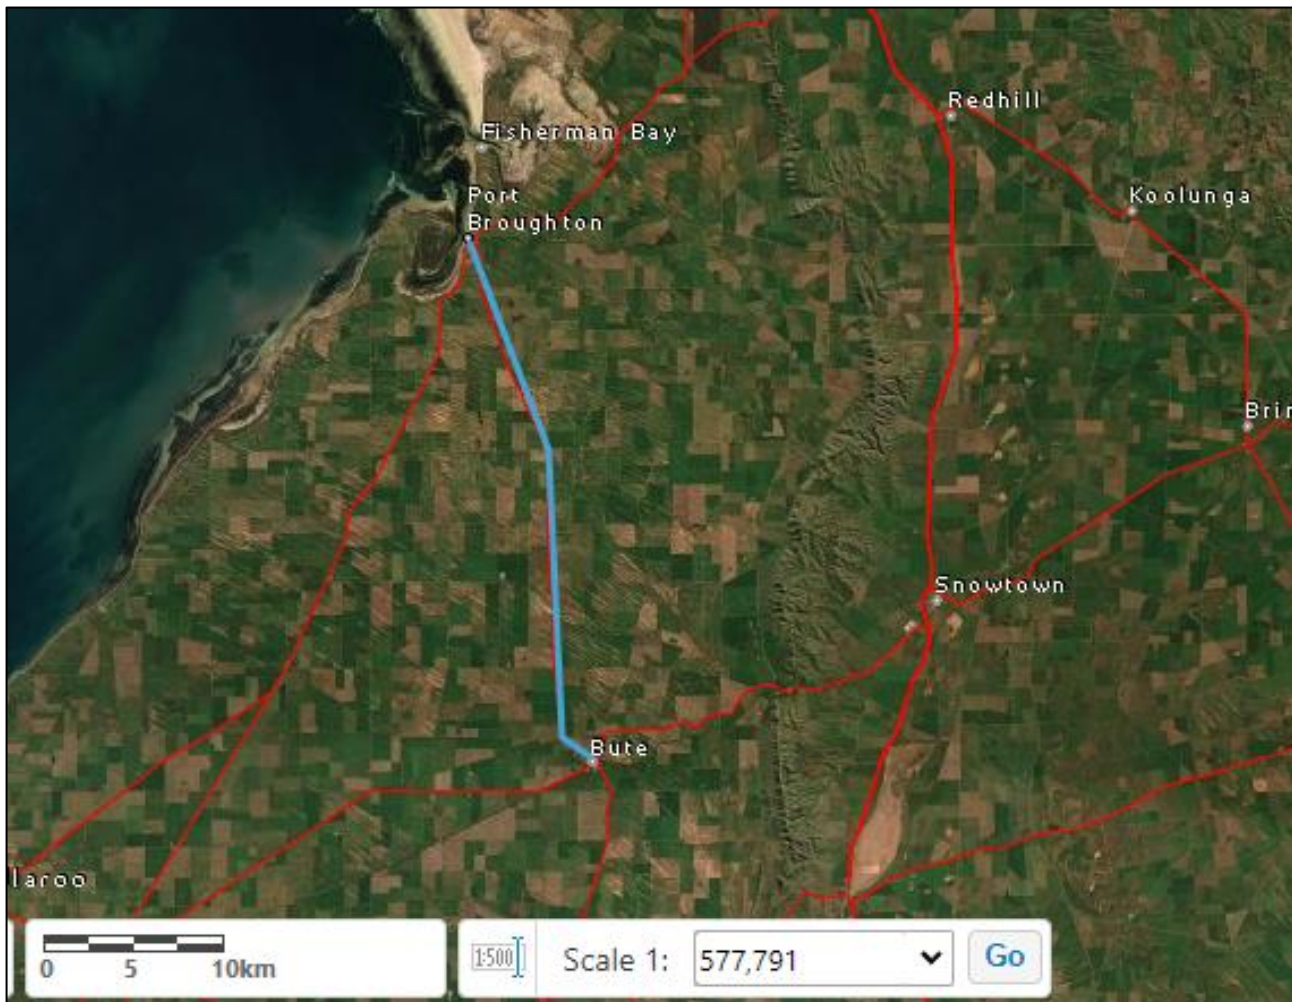 Redhill
Fisherman Bay
Port
Broughton
Koolunga
Brin
Snowtown
Bute
laroo
0 5 10km
1:500 Scale 1: 577,791 Go